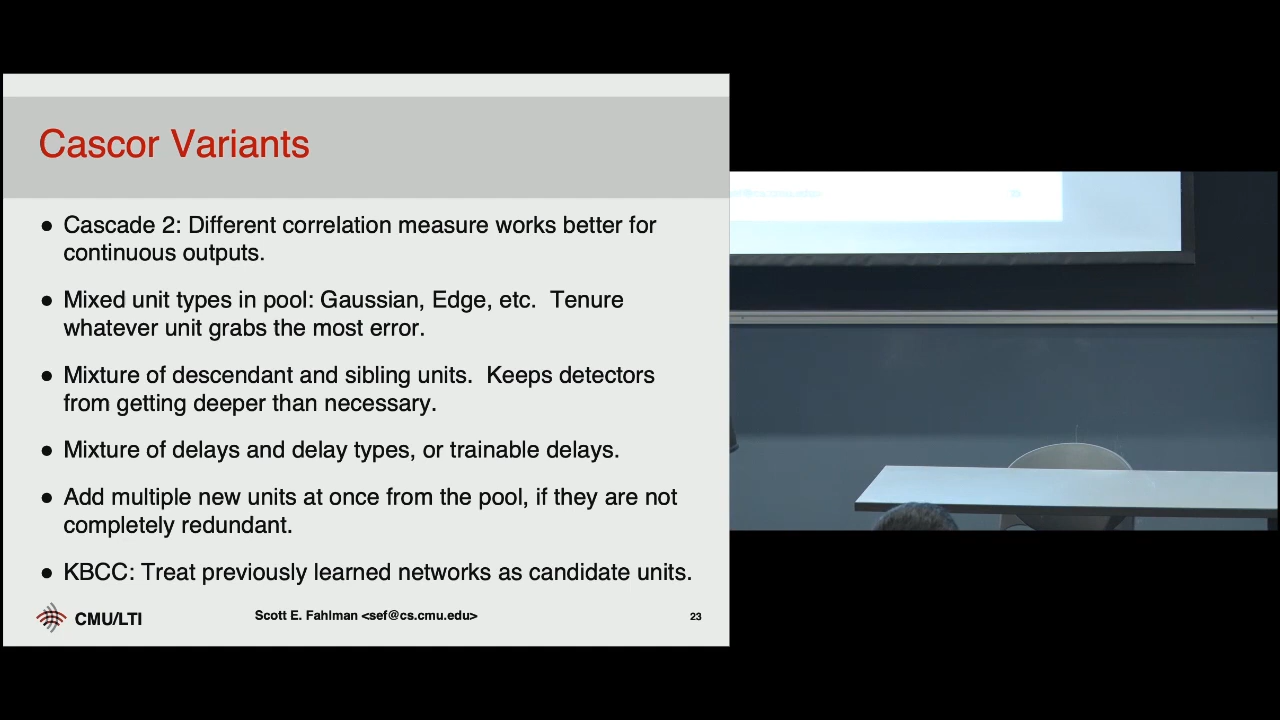 Cascor Variants
● Cascade 2: Different correlation measure works better for
continuous outputs.
● Mixed unit types in pool: Gaussian, Edge, etc.  Tenure
whatever unit grabs the most error.
● Mixture of descendant and sibling units.  Keeps detectors
from getting deeper than necessary.
● Mixture of delays and delay types, or trainable delays.
● Add multiple new units at once from the pool, if they are not
completely redundant.
● KBCC: Treat previously learned networks as candidate units.
CMU/LTI
Scott E. Fahlman <sef@cs.cmu.edu>
23